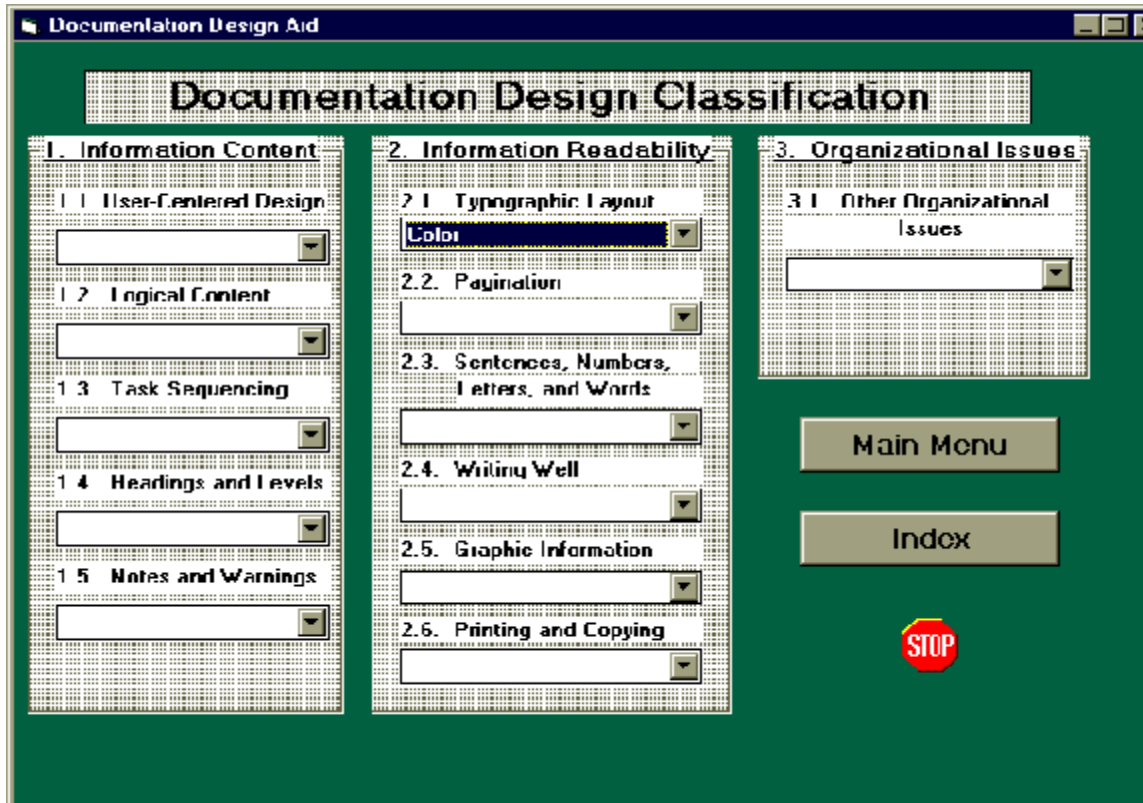 Documentation Design Aid
Documentation Design Classification
1. Information Content
1.1 User-Centered Design
1.2 Logical Content
1.3 Task Sequencing
1.4 Headings and Levels
1.5 Notes and Warnings
2. Information Readability
2.1 Typographic Layout
Color
2.2. Pagination
2.3. Sentences, Numbers,
Letters, and Words
2.4. Writing Well
2.5. Graphic Information
2.6. Printing and Copying
3. Organizational Issues
3.1 Other Organizational
Issues
Main Menu
Index
STOP